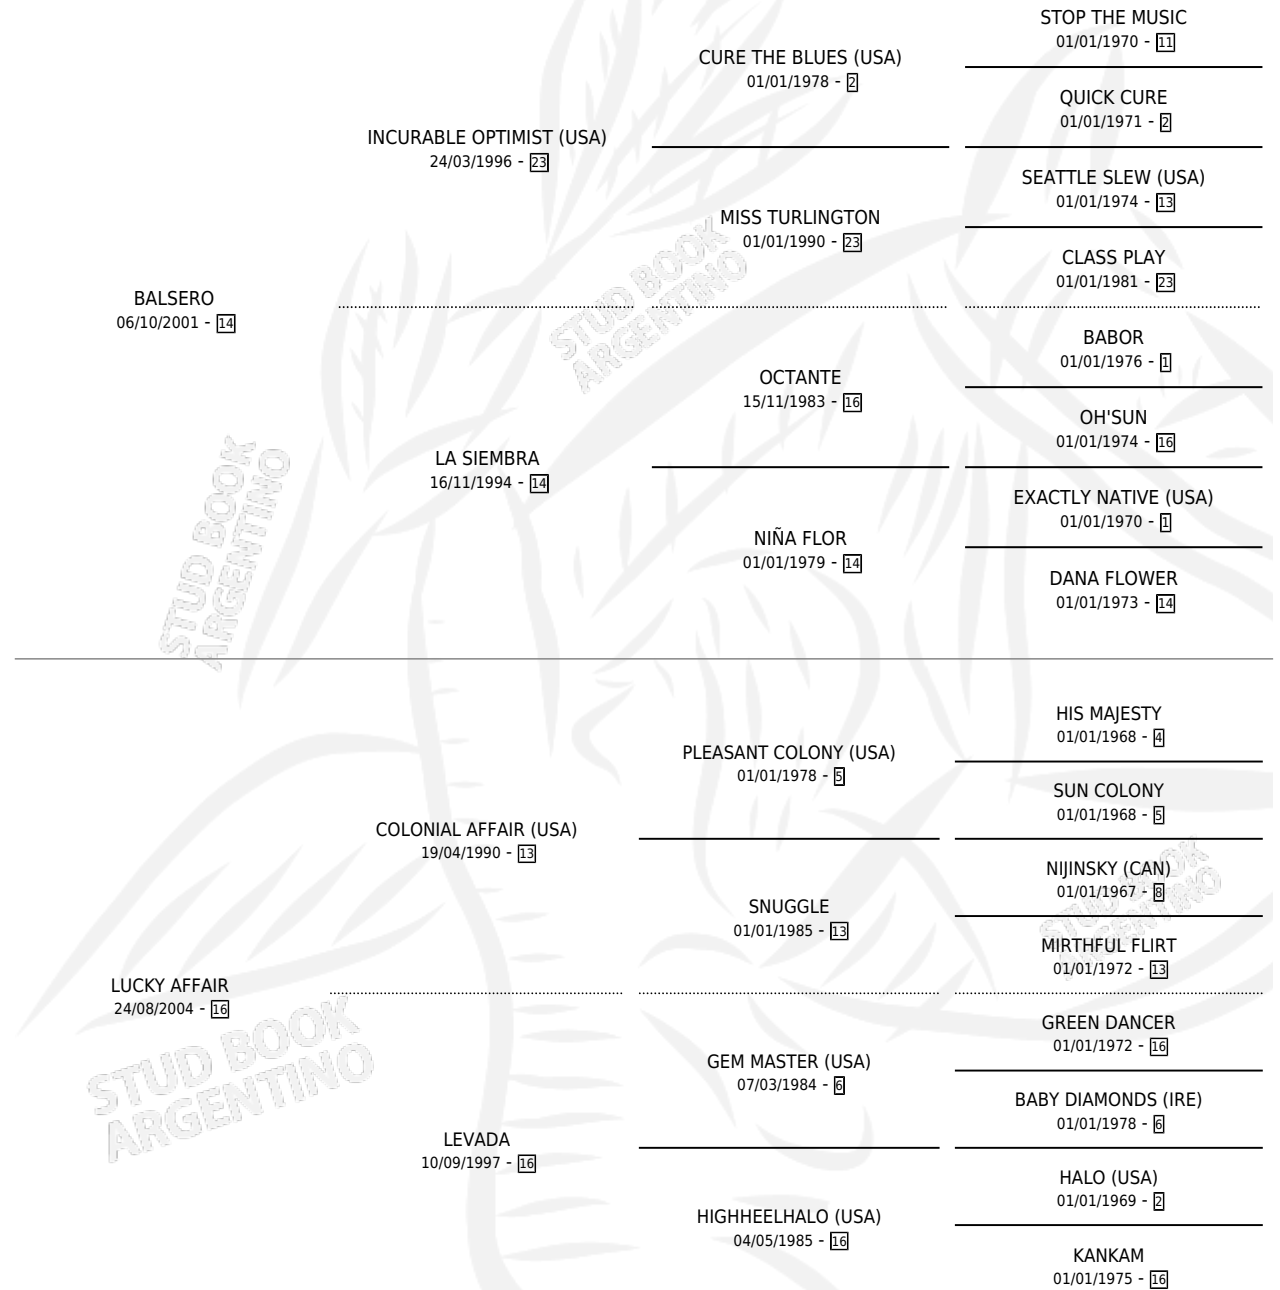 STOP THE MUSIC
01/01/1970 - 11
CURE THE BLUES (USA)
01/01/1978 - 2
QUICK CURE
01/01/1971 - 2
INCURABLE OPTIMIST (USA)
24/03/1996 - 23
SEATTLE SLEW (USA)
01/01/1974 - 13
MISS TURLINGTON
01/01/1990 - 23
CLASS PLAY
01/01/1981 - 23
BALSERO
06/10/2001 - 14
BABOR
01/01/1976 - 1
OCTANTE
15/11/1983 - 16
OH'SUN
01/01/1974 - 16
LA SIEMBRA
16/11/1994 - 14
EXACTLY NATIVE (USA)
01/01/1970 - 1
NIÑA FLOR
01/01/1979 - 14
DANA FLOWER
01/01/1973 - 14
HIS MAJESTY
01/01/1968 - 4
PLEASANT COLONY (USA)
01/01/1978 - 5
SUN COLONY
01/01/1968 - 5
COLONIAL AFFAIR (USA)
19/04/1990 - 13
NIJINSKY (CAN)
01/01/1967 - 8
SNUGGLE
01/01/1985 - 13
MIRTHFUL FLIRT
01/01/1972 - 13
LUCKY AFFAIR
24/08/2004 - 16
GREEN DANCER
01/01/1972 - 16
GEM MASTER (USA)
07/03/1984 - 6
BABY DIAMONDS (IRE)
01/01/1978 - 6
LEVADA
10/09/1997 - 16
HALO (USA)
01/01/1969 - 2
HIGHHEELHALO (USA)
04/05/1985 - 16
KANKAM
01/01/1975 - 16
STUD BOOK
ARGENTINO
STUD BOOK
ARGENTINO
STUD BOOK
ARGENTINO
STUD BOOK
ARGENTINO